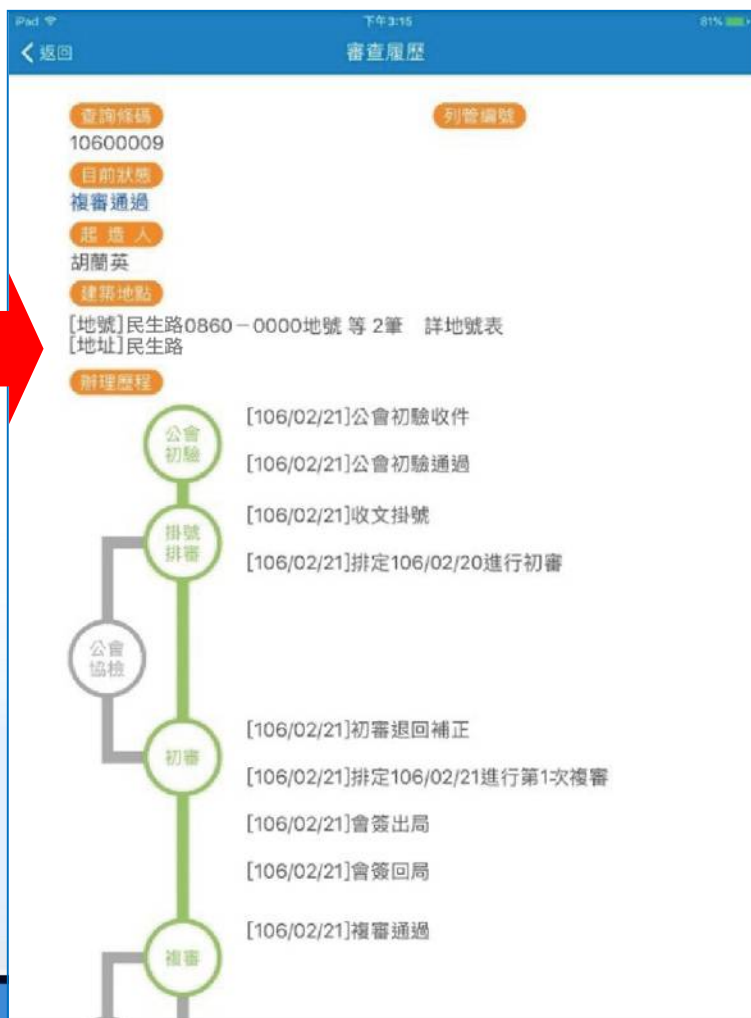 iPad 下午3:15 81%
返回 審查履歷
查詢條碼 列管編號
10600009
目前狀態
複審通過
起造人
胡蘭英
建築地點
[地號]民生路0860－0000地號 等 2筆 詳地號表
[地址]民生路
辦理歷程
公會
初驗
[106/02/21]公會初驗收件
[106/02/21]公會初驗通過
掛號
排審
[106/02/21]收文掛號
[106/02/21]排定106/02/20進行初審
公會
協檢
初審
[106/02/21]初審退回補正
[106/02/21]排定106/02/21進行第1次複審
[106/02/21]會簽出局
[106/02/21]會簽回局
複審
[106/02/21]複審通過